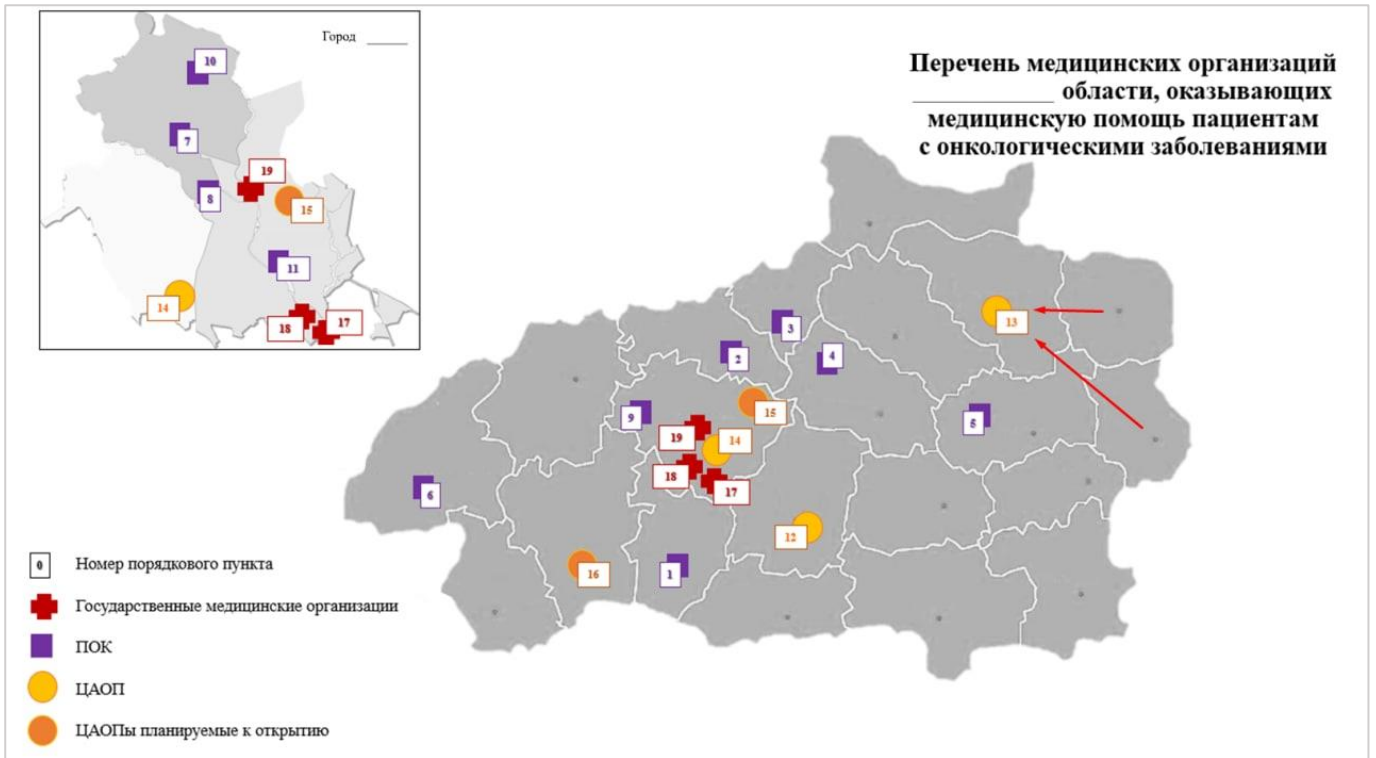 Город _____
10
7
19
8
15
11
14
18
17
Перечень медицинских организаций
__________ области, оказывающих
медицинскую помощь пациентам
с онкологическими заболеваниями
13
3
2
4
15
9
5
19
14
18
17
6
12
16
1
0 Номер порядкового пункта
Государственные медицинские организации
ПОК
ЦАОП
ЦАОПы планируемые к открытию